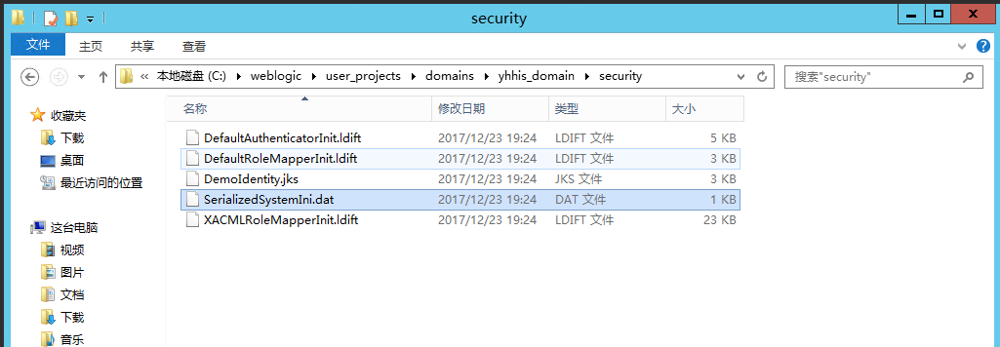 security
文件 主页 共享 查看
« 本地磁盘 (C:) weblogic user_projects domains yhhis_domain security 搜索"security"
名称 修改日期 类型 大小
收藏夹
下载
桌面
最近访问的位置
这台电脑
视频
图片
文档
下载
音乐
DefaultAuthenticatorInit.ldift 2017/12/23 19:24 LDIFT 文件 5 KB
DefaultRoleMapperInit.ldift 2017/12/23 19:24 LDIFT 文件 3 KB
DemoIdentity.jks 2017/12/23 19:24 JKS 文件 3 KB
SerializedSystemIni.dat 2017/12/23 19:24 DAT 文件 1 KB
XACMLRoleMapperInit.ldift 2017/12/23 19:24 LDIFT 文件 23 KB